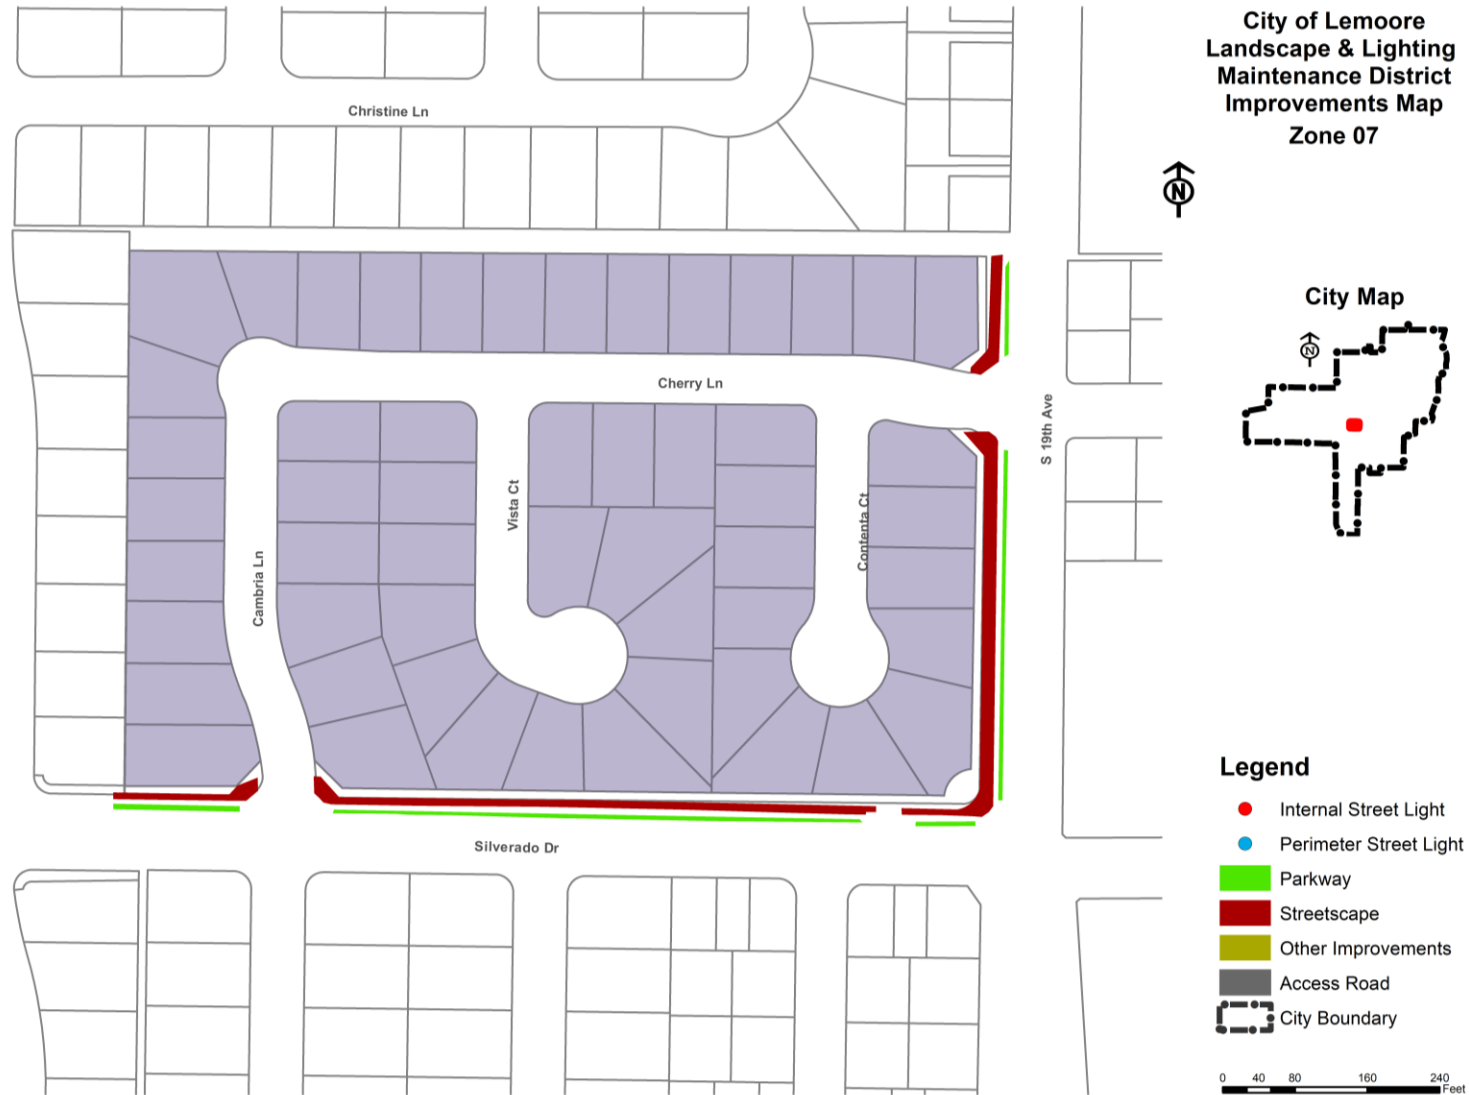 City of Lemoore
Landscape & Lighting
Maintenance District
Improvements Map
Zone 07
N
City Map
N
Christine Ln
Cherry Ln
S 19th Ave
Vista Ct
Contenta Ct
Cambria Ln
Silverado Dr
Legend
Internal Street Light
Perimeter Street Light
Parkway
Streetscape
Other Improvements
Access Road
City Boundary
0 40 80 160 240
Feet